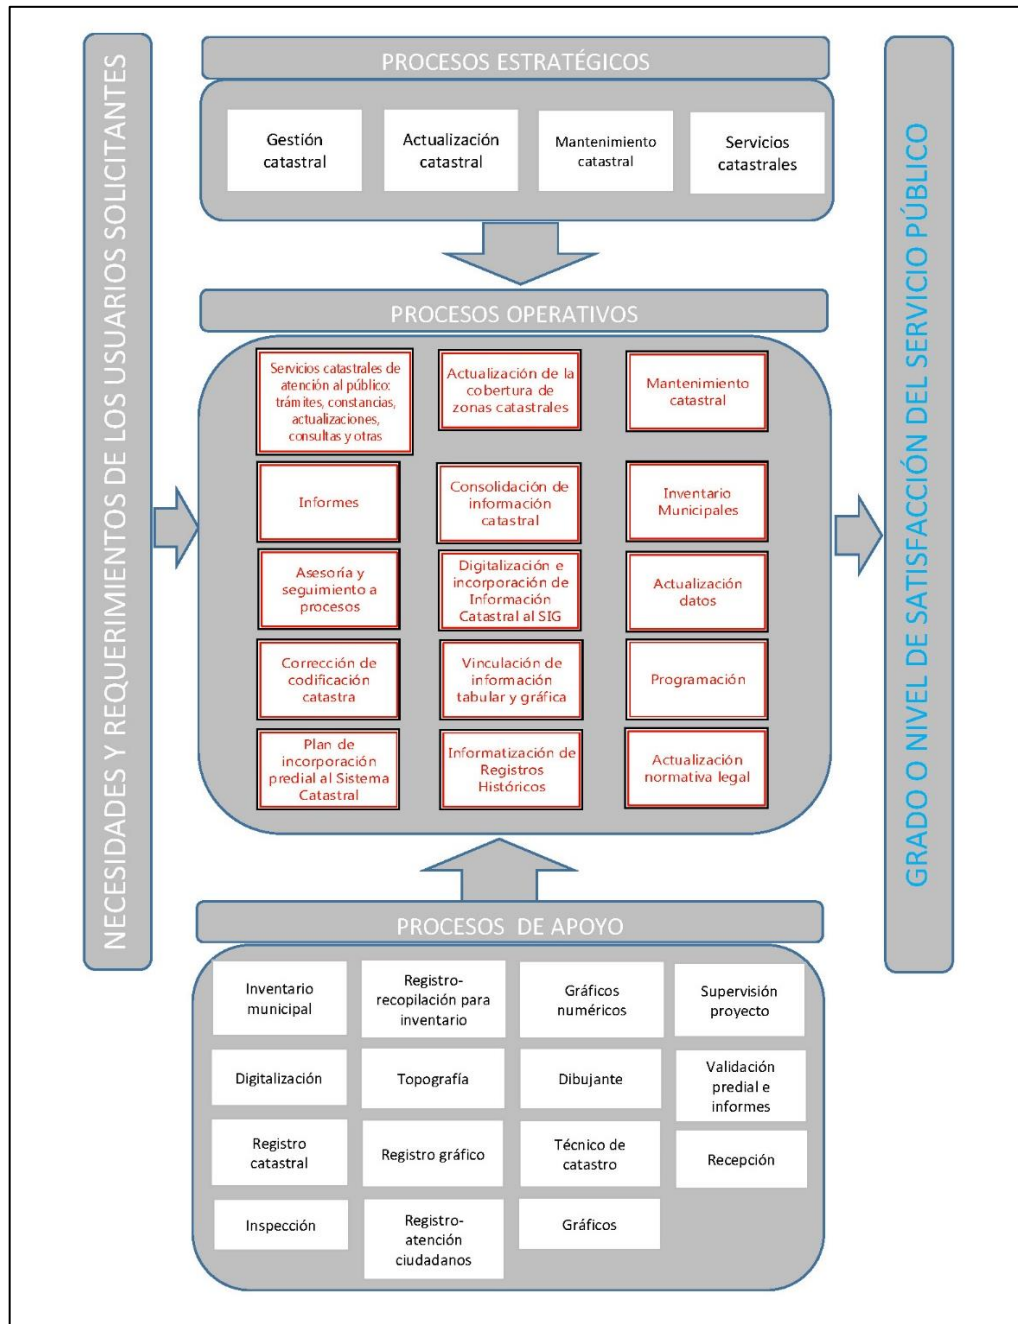 NECESIDADES Y REQUERIMIENTOS DE LOS USUARIOS SOLICITANTES
PROCESOS ESTRATÉGICOS
Gestión
catastral
Actualización
catastral
Mantenimiento
catastral
Servicios
catastrales
PROCESOS OPERATIVOS
Servicios catastrales de
atención al público:
trámites, constancias,
actualizaciones,
consultas y otras
Actualización de la
cobertura de
zonas catastrales
Mantenimiento
catastral
Informes
Consolidación de
información
catastral
Inventario
Municipales
Asesoría y
seguimiento a
procesos
Digitalización e
incorporación de
Información
Catastral al SIG
Actualización
datos
Corrección de
codificación
catastra
Vinculación de
información
tabular y gráfica
Programación
Plan de
incorporación
predial al Sistema
Catastral
Informatización de
Registros
Históricos
Actualización
normativa legal
PROCESOS DE APOYO
Inventario
municipal
Registro-
recopilación para
inventario
Gráficos
numéricos
Supervisión
proyecto
Digitalización
Topografía
Dibujante
Validación
predial e
informes
Registro
catastral
Registro gráfico
Técnico de
catastro
Recepción
Inspección
Registro-
atención
ciudadanos
Gráficos
GRADO O NIVEL DE SATISFACCIÓN DEL SERVICIO PÚBLICO